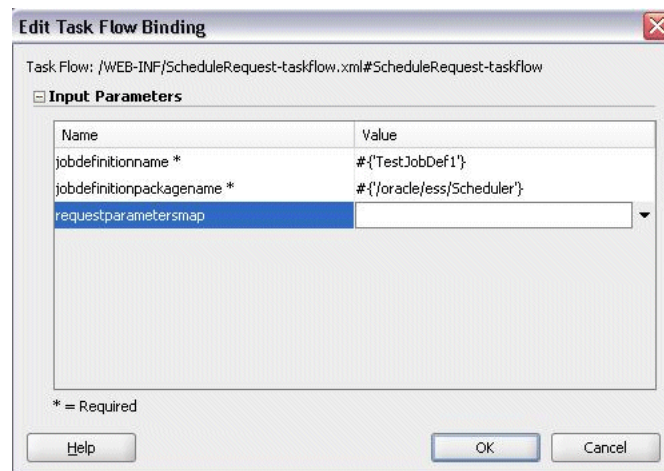 Edit Task Flow Binding
Task Flow: /WEB-INF/ScheduleRequest-taskflow.xml#ScheduleRequest-taskflow
Input Parameters
Name Value
jobdefinitionname * #{'TestJobDef1'}
jobdefinitionpackagename * #{'/oracle/ess/Scheduler'}
requestparametersmap
* = Required
Help OK Cancel